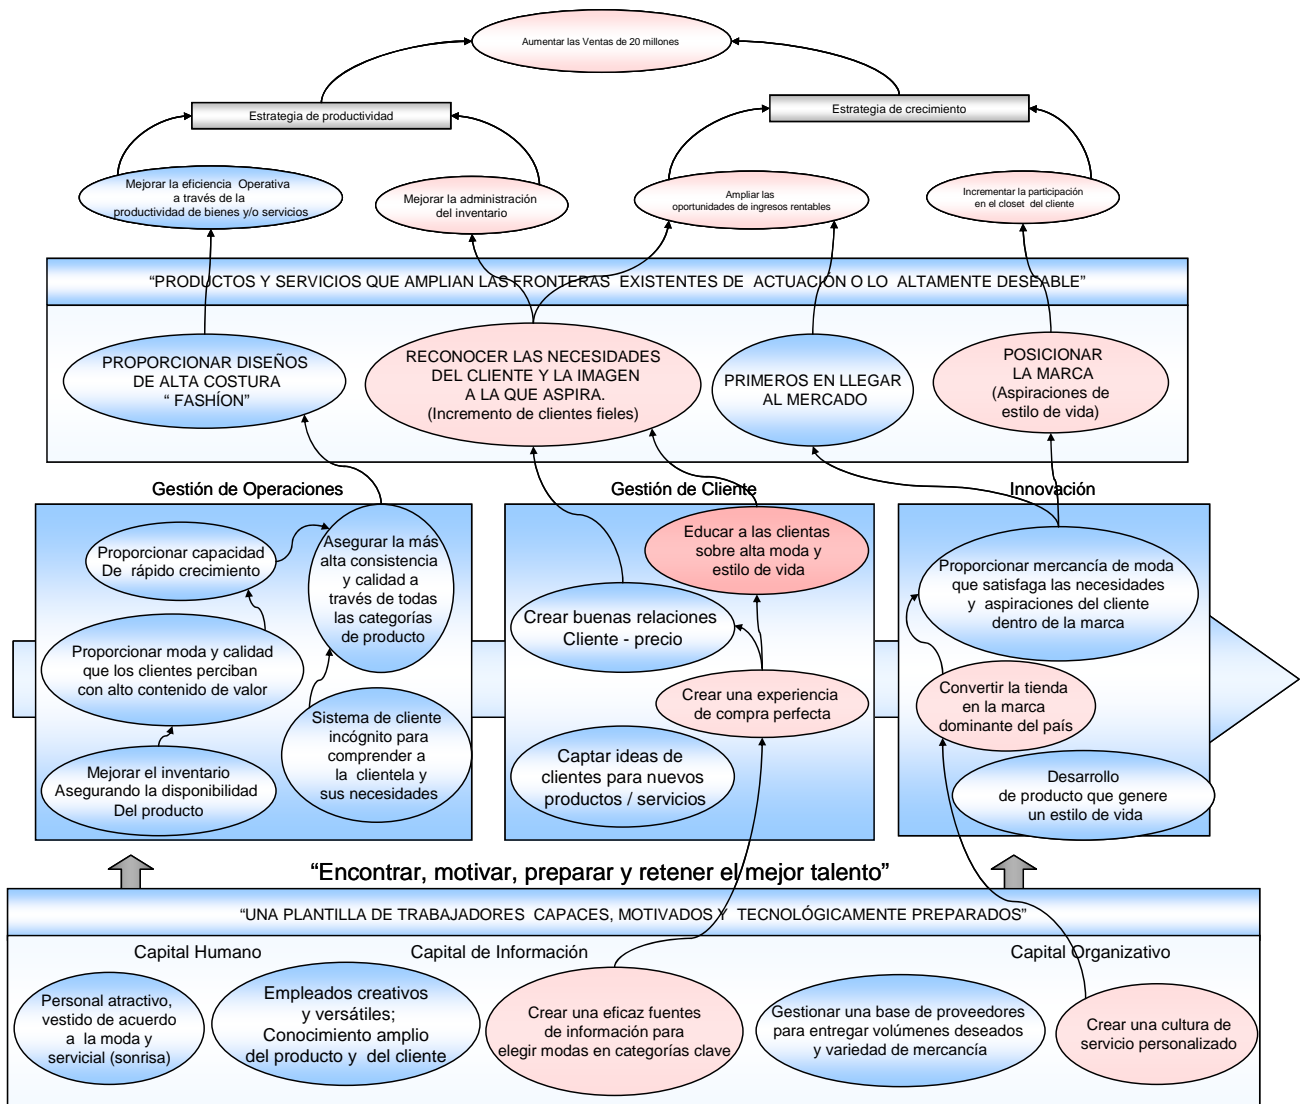 Aumentar las Ventas de 20 millones
Estrategia de productividad
Estrategia de crecimiento
Mejorar la eficiencia Operativa
a través de la
productividad de bienes y/o servicios
Mejorar la administración
del inventario
Ampliar las
oportunidades de ingresos rentables
Incrementar la participación
en el closet del cliente
“PRODUCTOS Y SERVICIOS QUE AMPLIAN LAS FRONTERAS EXISTENTES DE ACTUACIÓN O LO ALTAMENTE DESEABLE”
PROPORCIONAR DISEÑOS
DE ALTA COSTURA
“ FASHÍON”
RECONOCER LAS NECESIDADES
DEL CLIENTE Y LA IMAGEN
A LA QUE ASPIRA.
(Incremento de clientes fieles)
PRIMEROS EN LLEGAR
AL MERCADO
POSICIONAR
LA MARCA
(Aspiraciones de
estilo de vida)
Gestión de Operaciones
Gestión de Cliente
Innovación
Proporcionar capacidad
De rápido crecimiento
Asegurar la más
alta consistencia
y calidad a
través de todas
las categorías
de producto
Proporcionar moda y calidad
que los clientes perciban
con alto contenido de valor
Sistema de cliente
incógnito para
comprender a
la clientela y
sus necesidades
Mejorar el inventario
Asegurando la disponibilidad
Del producto
Educar a las clientas
sobre alta moda y
estilo de vida
Crear buenas relaciones
Cliente - precio
Crear una experiencia
de compra perfecta
Captar ideas de
clientes para nuevos
productos / servicios
Proporcionar mercancía de moda
que satisfaga las necesidades
y aspiraciones del cliente
dentro de la marca
Convertir la tienda
en la marca
dominante del país
Desarrollo
de producto que genere
un estilo de vida
“Encontrar, motivar, preparar y retener el mejor talento”
“UNA PLANTILLA DE TRABAJADORES CAPACES, MOTIVADOS Y TECNOLÓGICAMENTE PREPARADOS”
Capital Humano
Capital de Información
Capital Organizativo
Personal atractivo,
vestido de acuerdo
a la moda y
servicial (sonrisa)
Empleados creativos
y versátiles;
Conocimiento amplio
del producto y del cliente
Crear una eficaz fuentes
de información para
elegir modas en categorías clave
Gestionar una base de proveedores
para entregar volúmenes deseados
y variedad de mercancía
Crear una cultura de
servicio personalizado